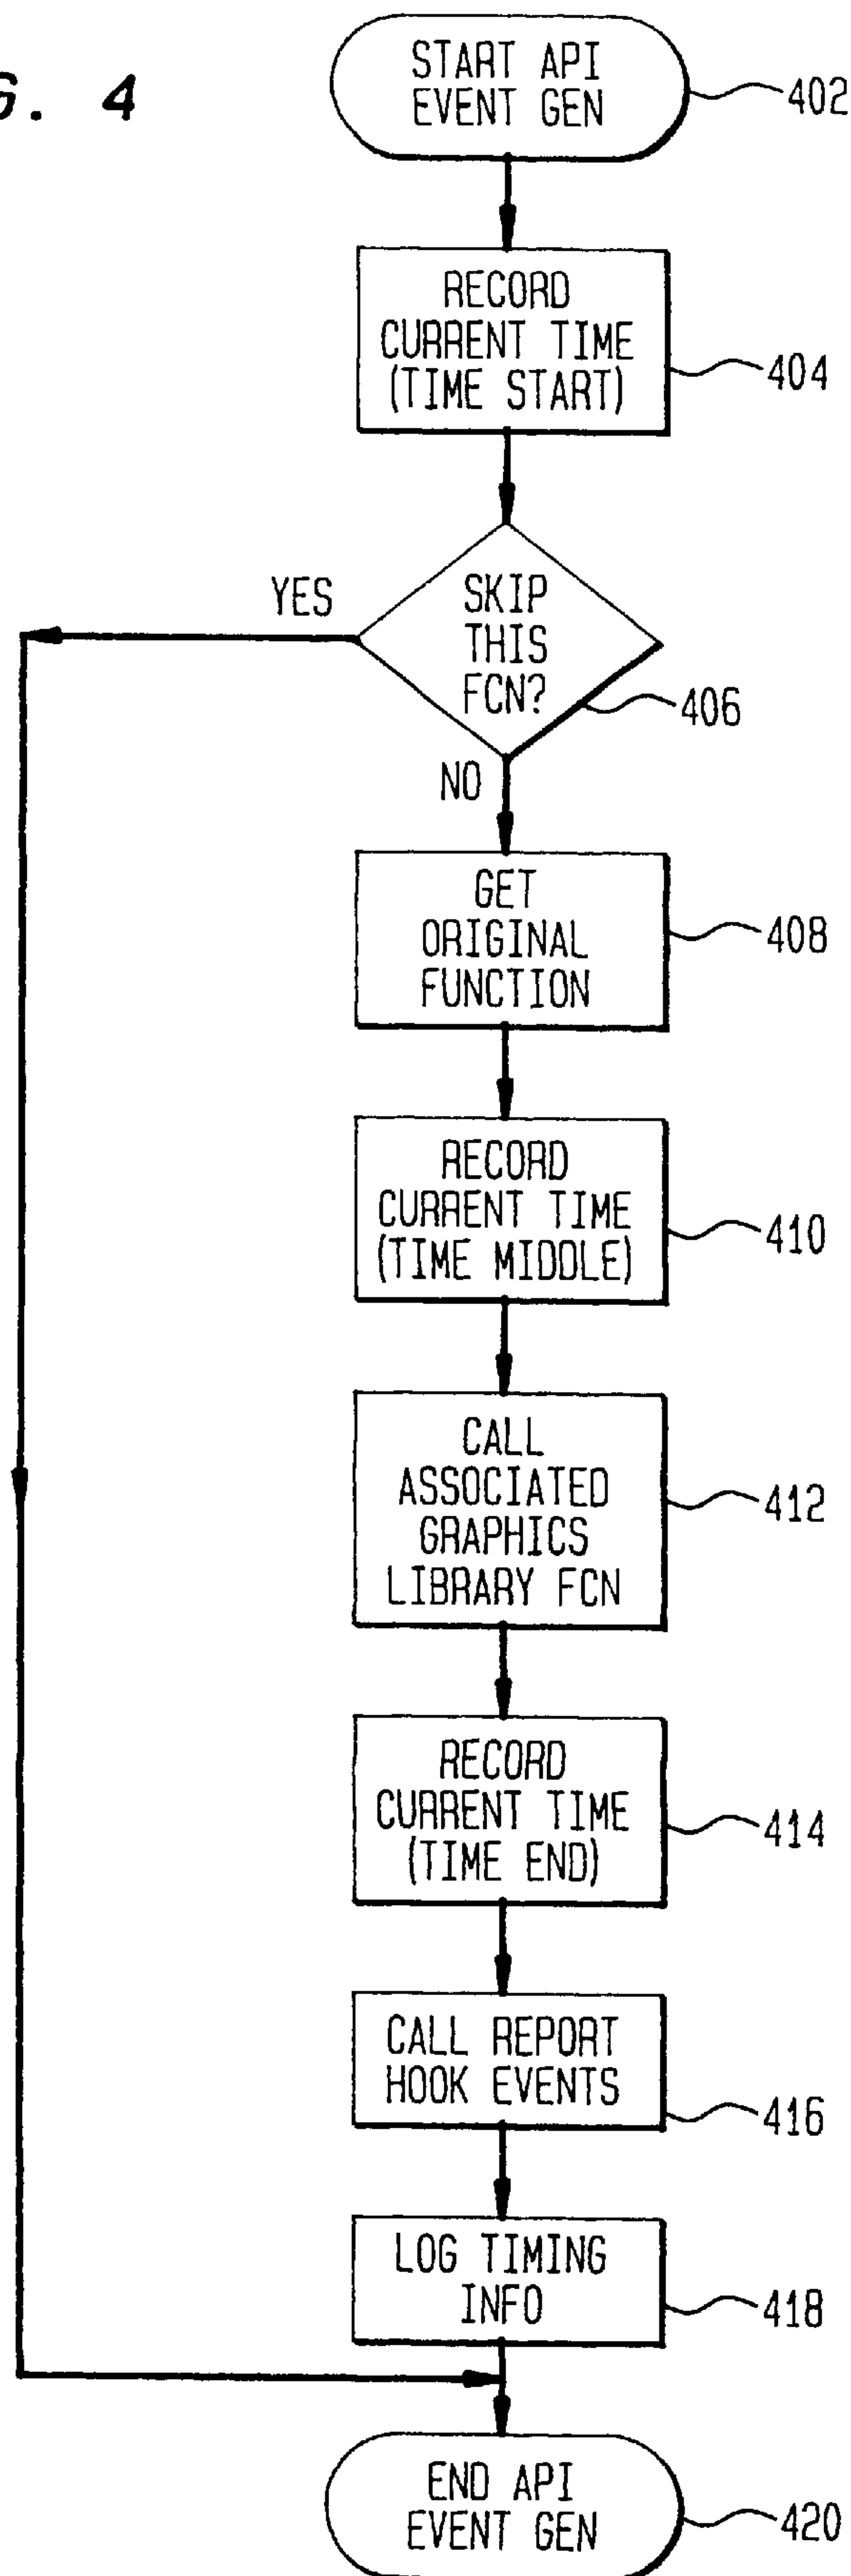 G. 4
START API
EVENT GEN
402
RECORD
CURRENT TIME
(TIME START)
404
YES
SKIP
THIS
FCN?
406
NO
GET
ORIGINAL
FUNCTION
408
RECORD
CURRENT TIME
(TIME MIDDLE)
410
CALL
ASSOCIATED
GRAPHICS
LIBRARY FCN
412
RECORD
CURRENT TIME
(TIME END)
414
CALL REPORT
HOOK EVENTS
416
LOG TIMING
INFO
418
END API
EVENT GEN
420